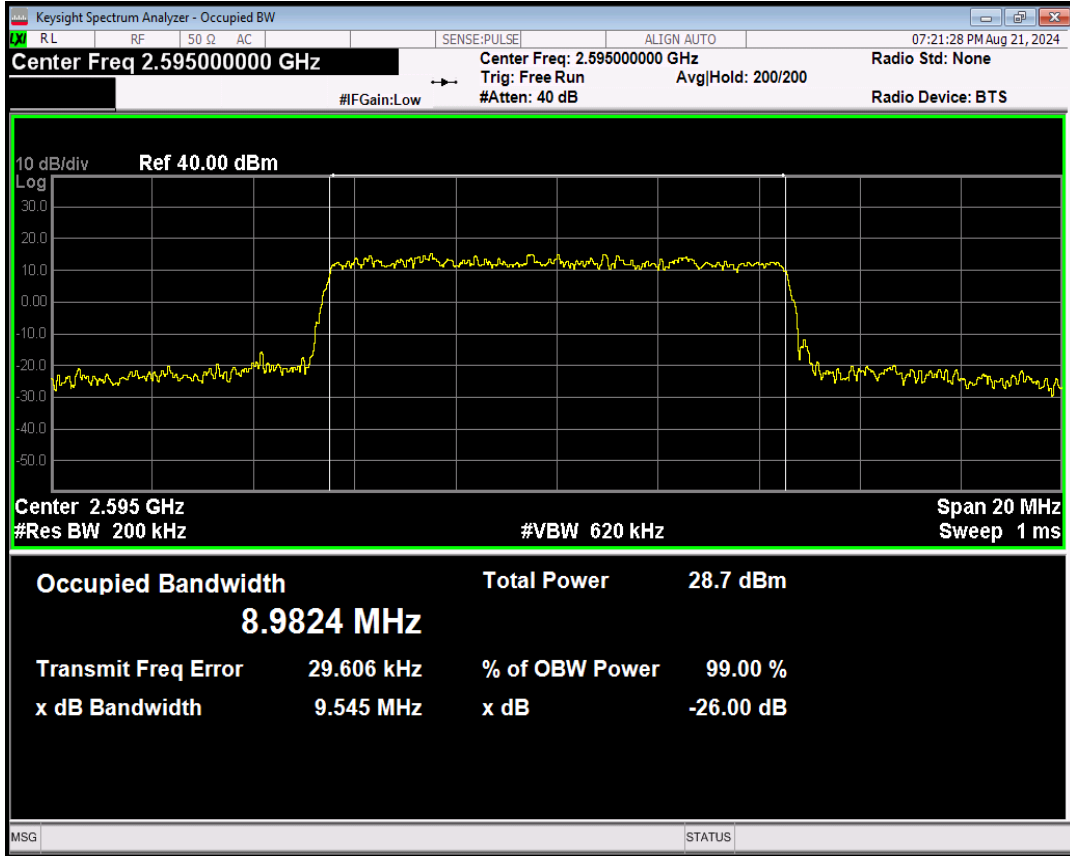 Keysight Spectrum Analyzer - Occupied BW
LXI RL RF 50 Ω AC SENSE:PULSE ALIGN AUTO 07:21:28 PM Aug 21, 2024
Center Freq 2.595000000 GHz Center Freq: 2.595000000 GHz Radio Std: None
Trig: Free Run Avg|Hold: 200/200
#IFGain:Low #Atten: 40 dB Radio Device: BTS
10 dB/div Ref 40.00 dBm
Log
30.0
20.0
10.0
0.00
-10.0
-20.0
-30.0
-40.0
-50.0
Center 2.595 GHz Span 20 MHz
#Res BW 200 kHz #VBW 620 kHz Sweep 1 ms
Occupied Bandwidth Total Power 28.7 dBm
8.9824 MHz
Transmit Freq Error 29.606 kHz % of OBW Power 99.00 %
x dB Bandwidth 9.545 MHz x dB -26.00 dB
MSG STATUS